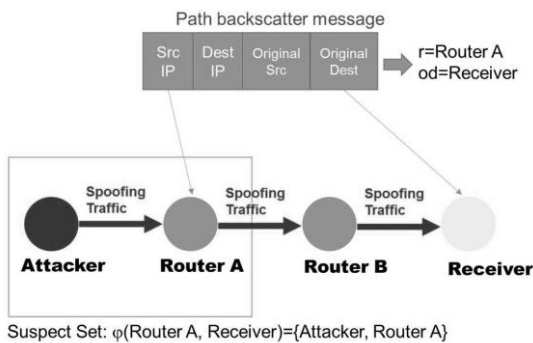 Path backscatter message
Src
IP
Dest
IP
Original
Src
Original
Dest
r=Router A
od=Receiver
Spoofing
Traffic
Spoofing
Traffic
Spoofing
Traffic
Attacker
Router A
Router B
Receiver
Suspect Set: φ(Router A, Receiver)={Attacker, Router A}